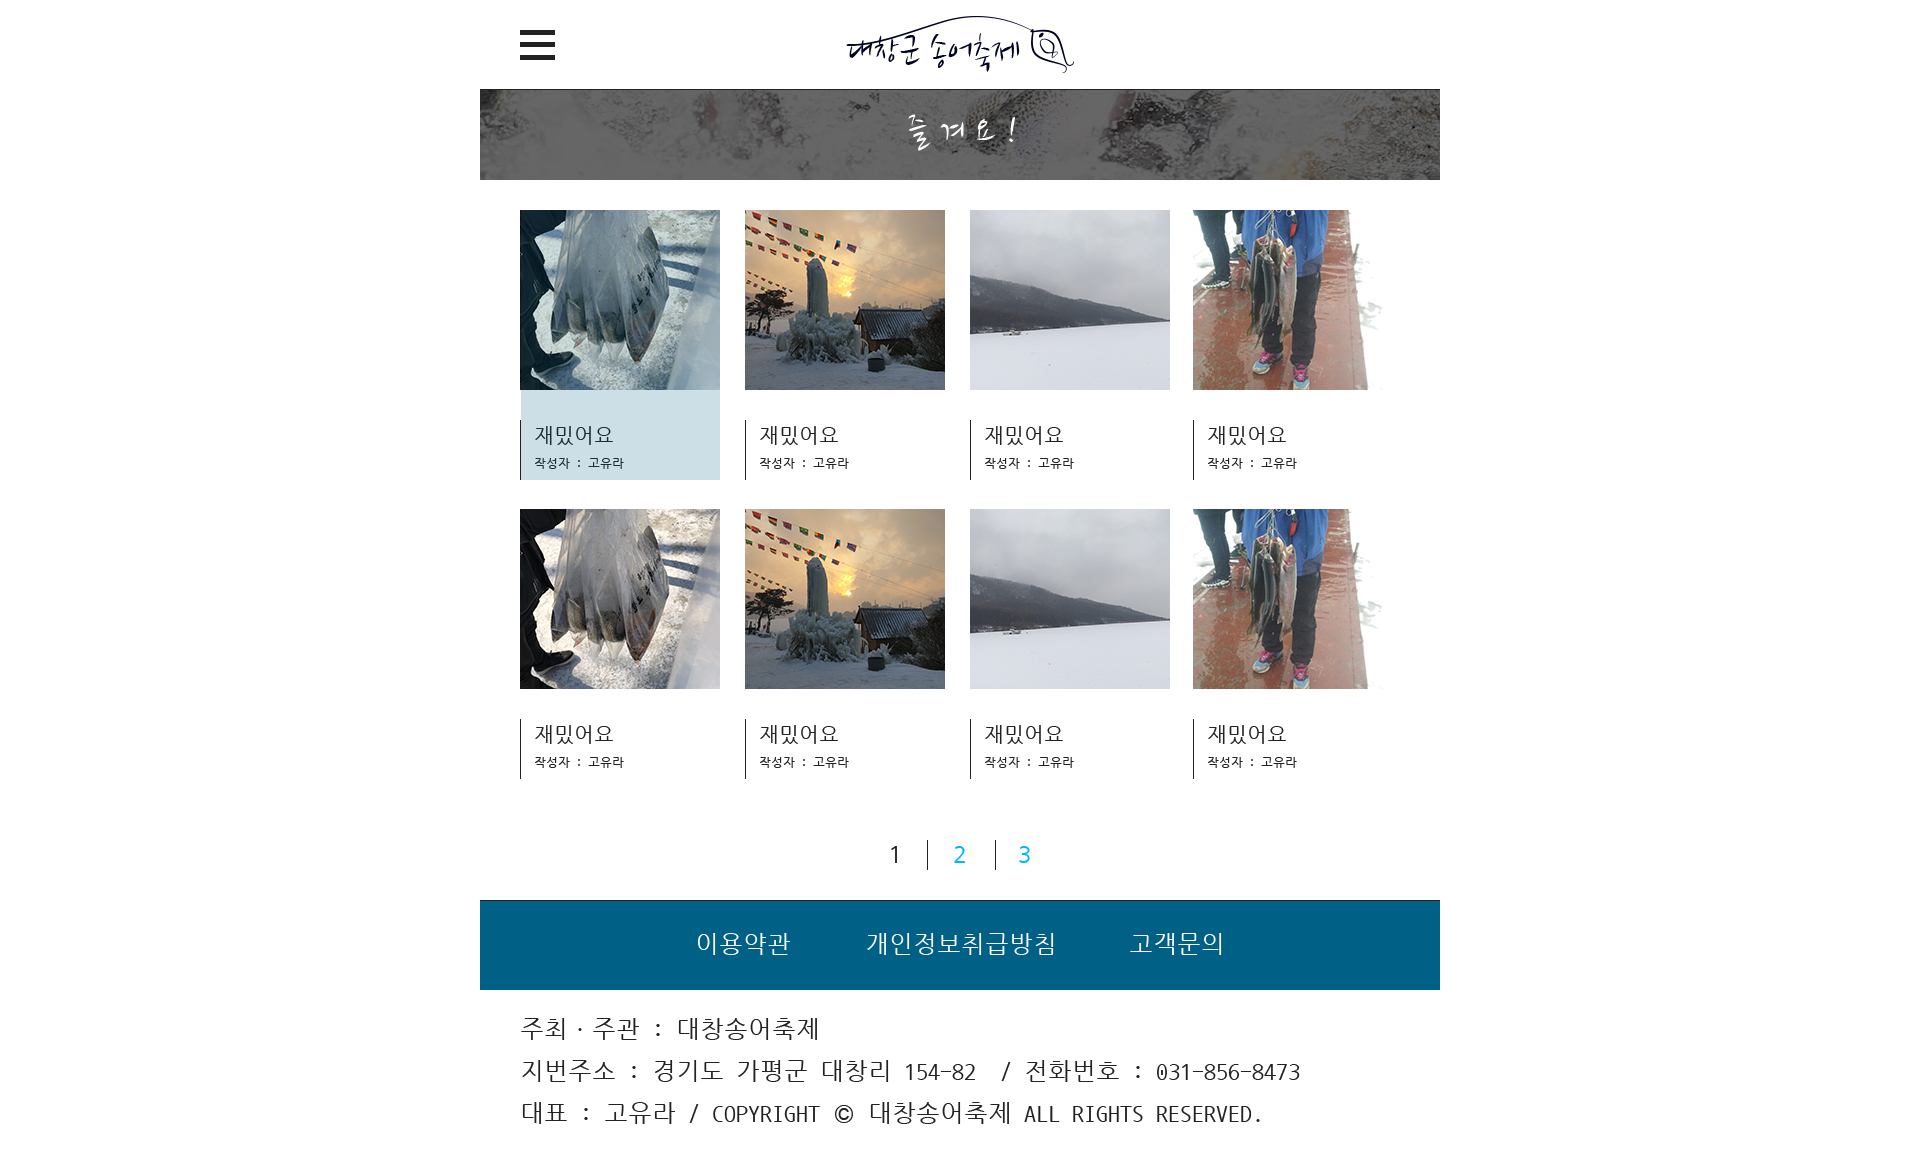 대창군 송어축제
즐겨요!
재밌어요 재밌어요 재밌어요 재밌어요
작성자 : 고유라 작성자 : 고유라 작성자 : 고유라 작성자 : 고유라
재밌어요 재밌어요 재밌어요 재밌어요
작성자 : 고유라 작성자 : 고유라 작성자 : 고유라 작성자 : 고유라
1 2 3
이용약관 개인정보취급방침 고객문의
주최·주관 : 대창송어축제
지번주소 : 경기도 가평군 대창리 154-82 / 전화번호 : 031-856-8473
대표 : 고유라 / COPYRIGHT © 대창송어축제 ALL RIGHTS RESERVED.